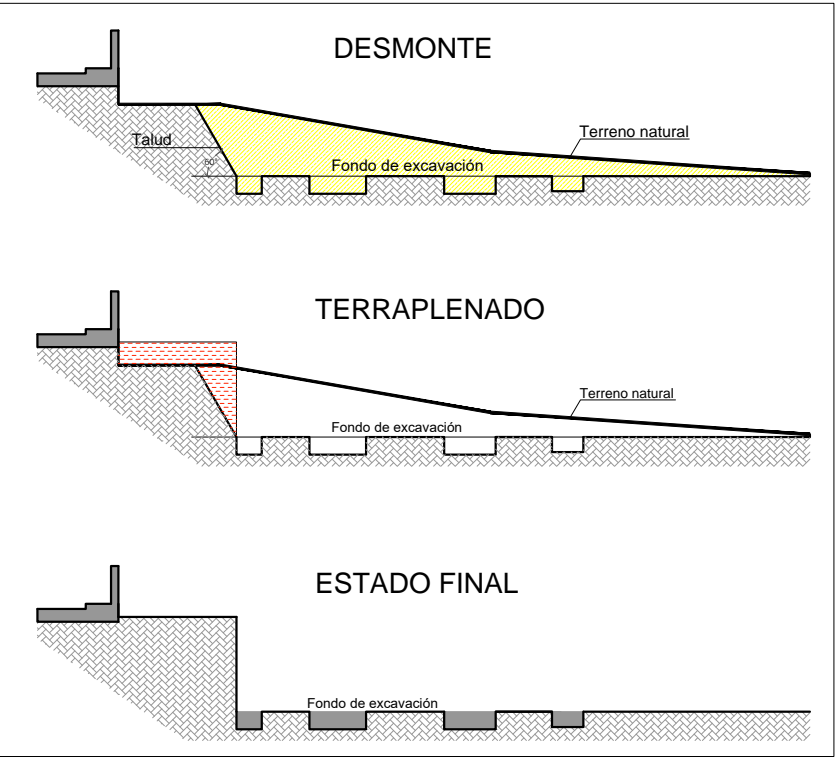 DESMONTE
Terreno natural
Talud
60°
Fondo de excavación
TERRAPLENADO
Terreno natural
Fondo de excavación
ESTADO FINAL
Fondo de excavación